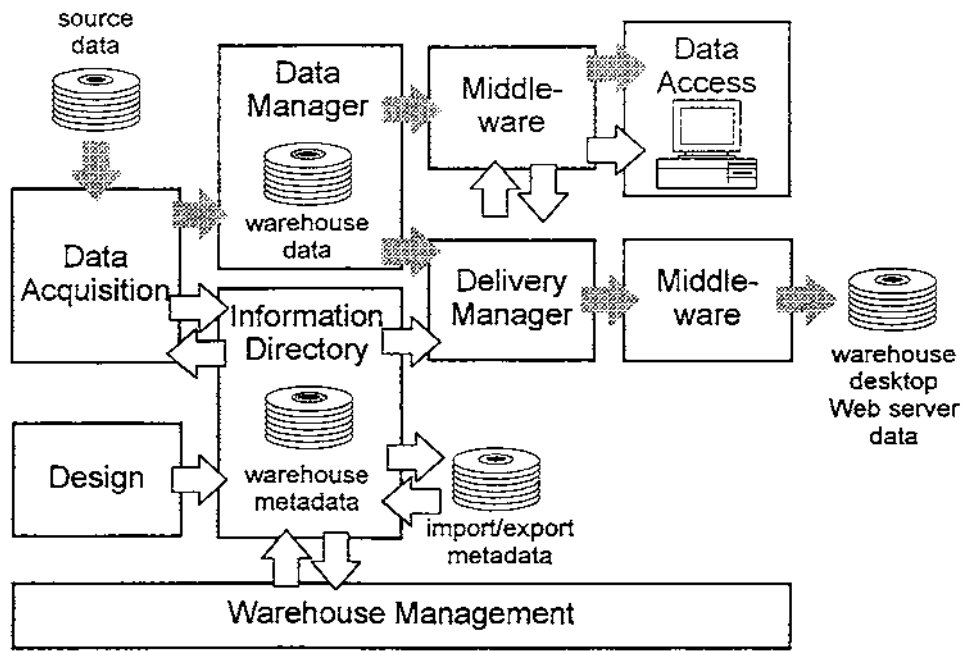 source
data
Data
Manager
warehouse
data
Middle-
ware
Data
Access
Data
Acquisition
Information
Directory
warehouse
metadata
Delivery
Manager
Middle-
ware
warehouse
desktop
Web server
data
Design
import/export
metadata
Warehouse Management